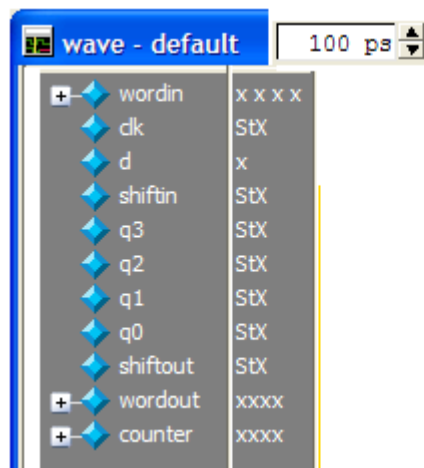 wave - default 100 ps
wordin x x x x
clk StX
d x
shiftin StX
q3 StX
q2 StX
q1 StX
q0 StX
shiftout StX
wordout xxxx
counter xxxx